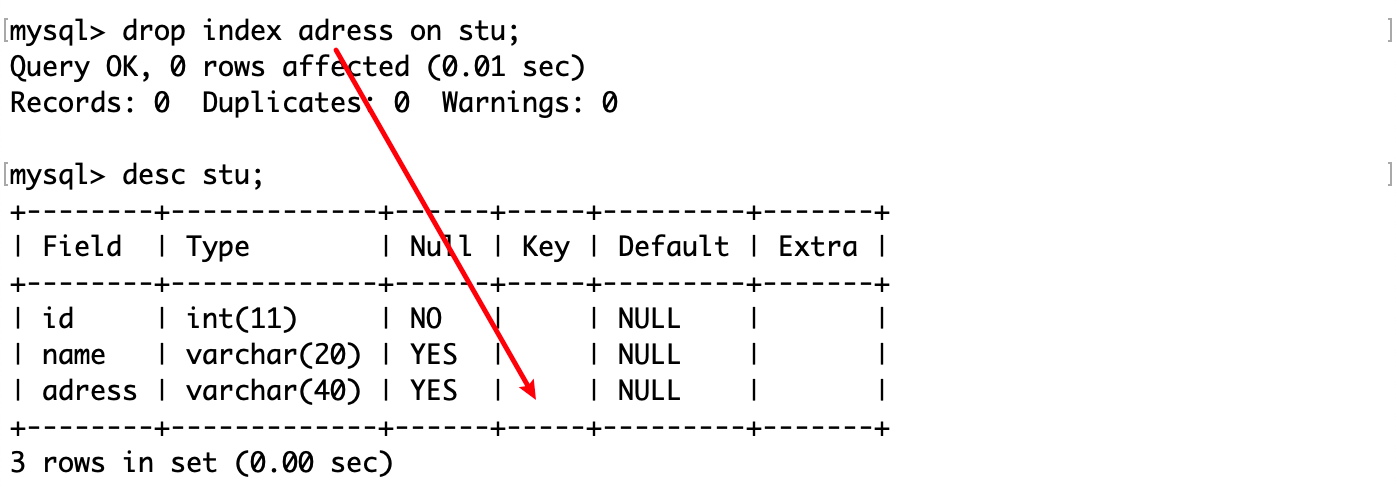 [mysql> drop index adress on stu; ]
Query OK, 0 rows affected (0.01 sec)
Records: 0  Duplicates: 0  Warnings: 0
[mysql> desc stu; ]
+--------+-------------+------+-----+---------+-------+
| Field  | Type        | Null | Key | Default | Extra |
+--------+-------------+------+-----+---------+-------+
| id     | int(11)     | NO   |     | NULL    |       |
| name   | varchar(20) | YES  |     | NULL    |       |
| adress | varchar(40) | YES  |     | NULL    |       |
+--------+-------------+------+-----+---------+-------+
3 rows in set (0.00 sec)